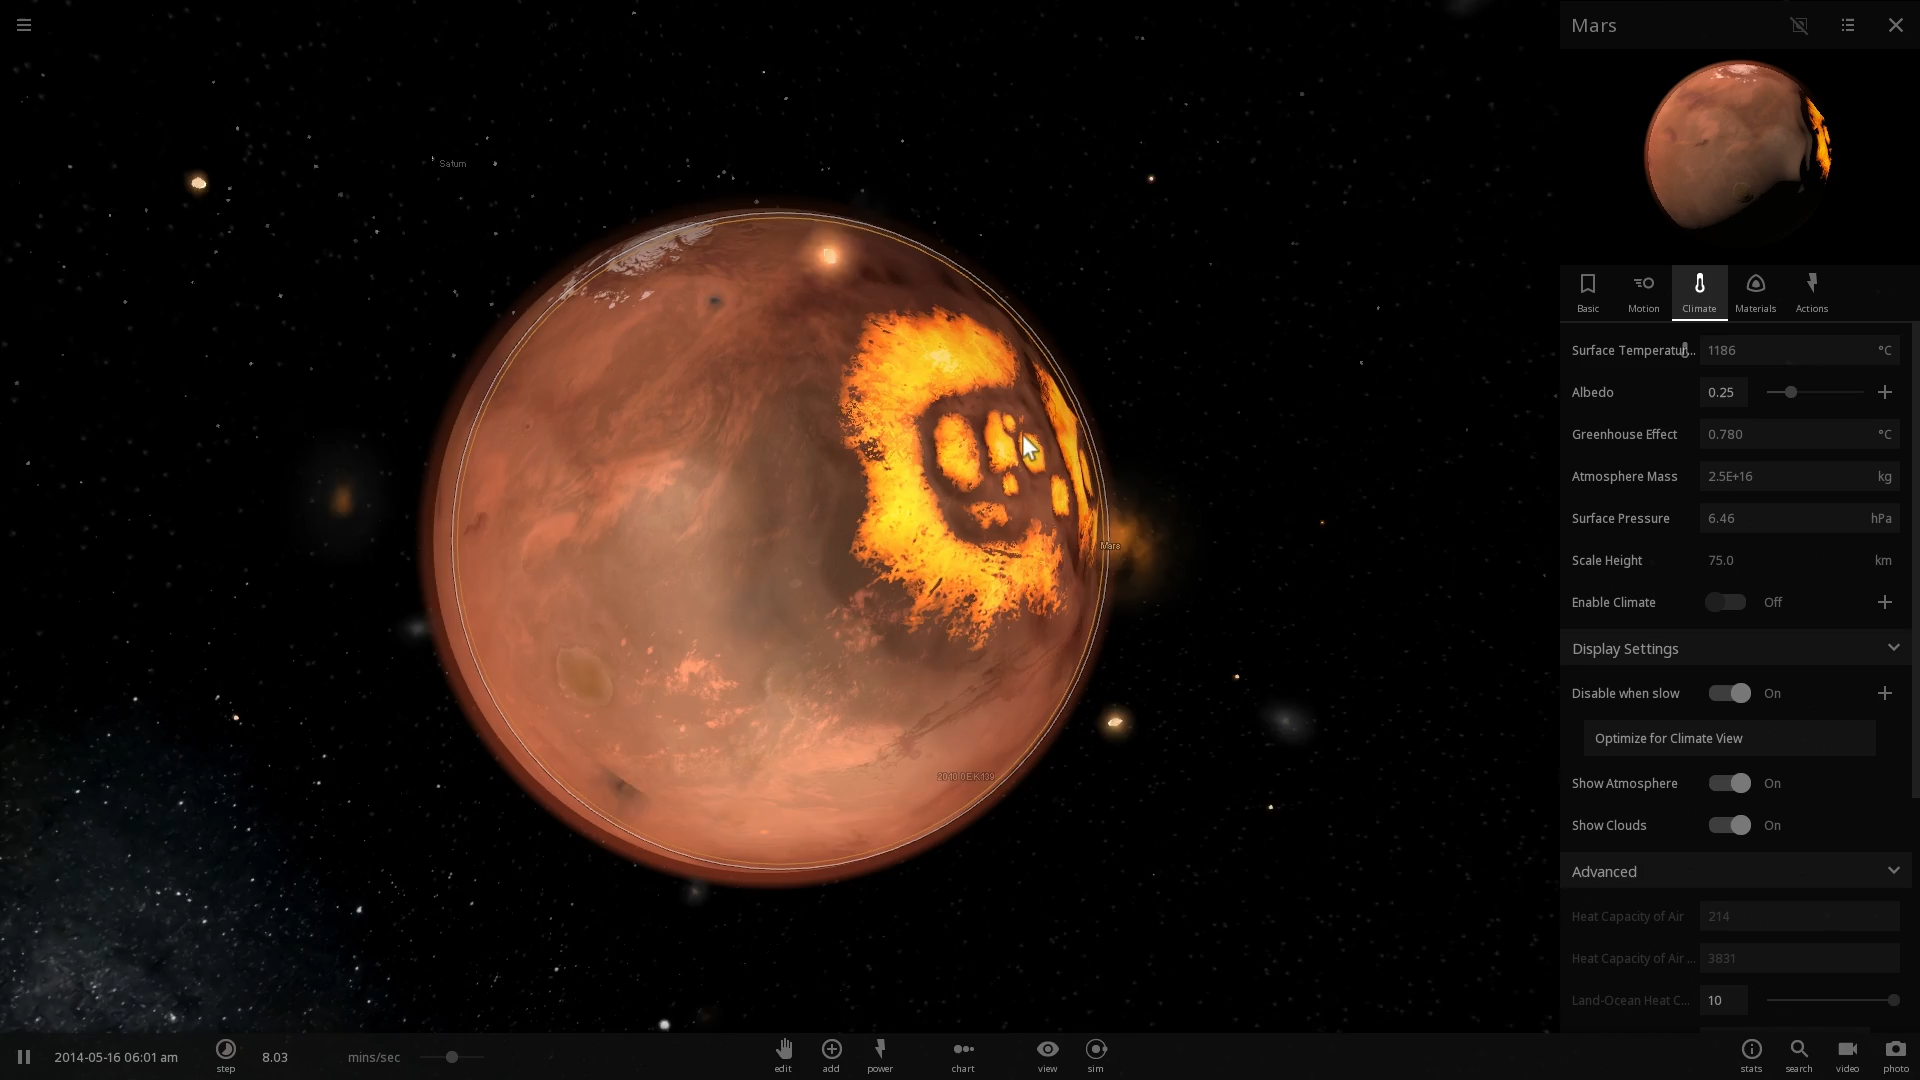 Mars
Saturn
Basic
Motion
Climate
Materials
Actions
Surface Temperatur... 1186 °C
Albedo 0.25
Greenhouse Effect 0.780 °C
Atmosphere Mass 2.5E+16 kg
Surface Pressure 6.46 hPa
Mars
Scale Height 75.0 km
Enable Climate Off
Display Settings
Disable when slow On
Optimize for Climate View
Show Atmosphere On
Show Clouds On
Advanced
Heat Capacity of Air 214
Heat Capacity of Air ... 3831
Land-Ocean Heat C... 10
2014-05-16 06:01 am
step
8.03 mins/sec
edit
add
power
chart
view
sim
stats
search
video
photo